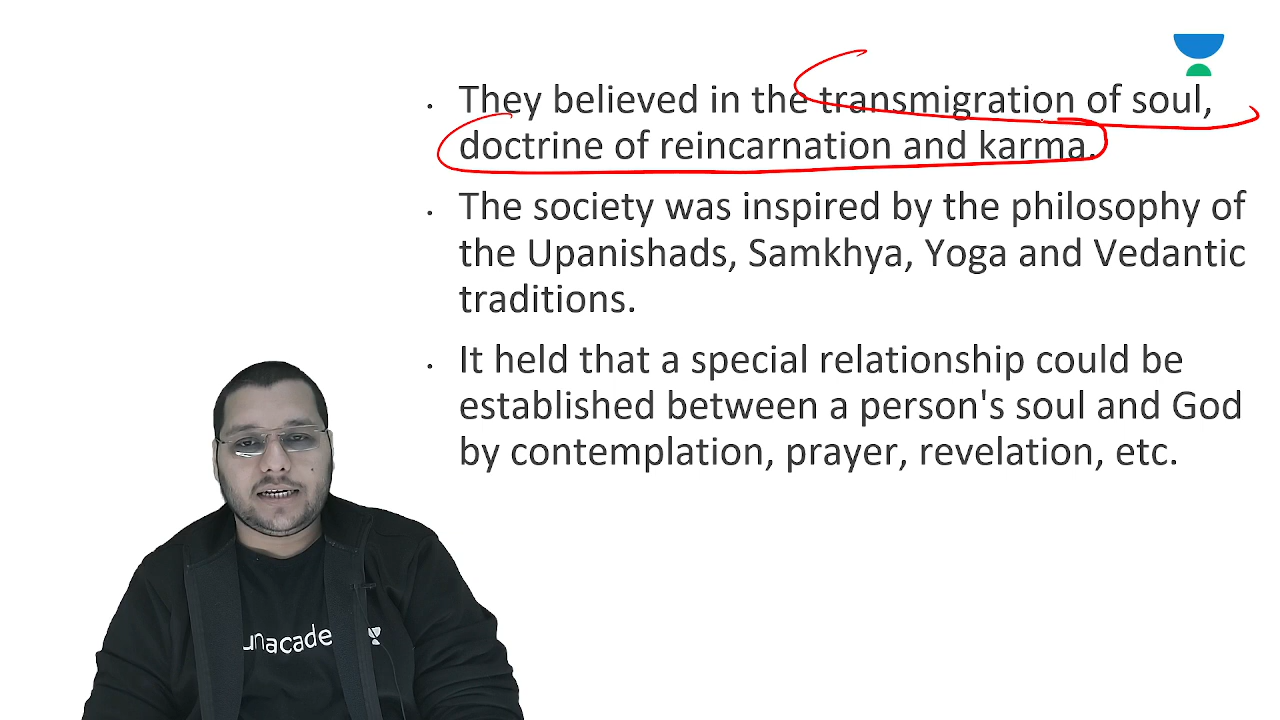 They believed in the transmigration of soul,
doctrine of reincarnation and karma.
The society was inspired by the philosophy of
the Upanishads, Samkhya, Yoga and Vedantic
traditions.
It held that a special relationship could be
established between a person's soul and God
by contemplation, prayer, revelation, etc.
unacade